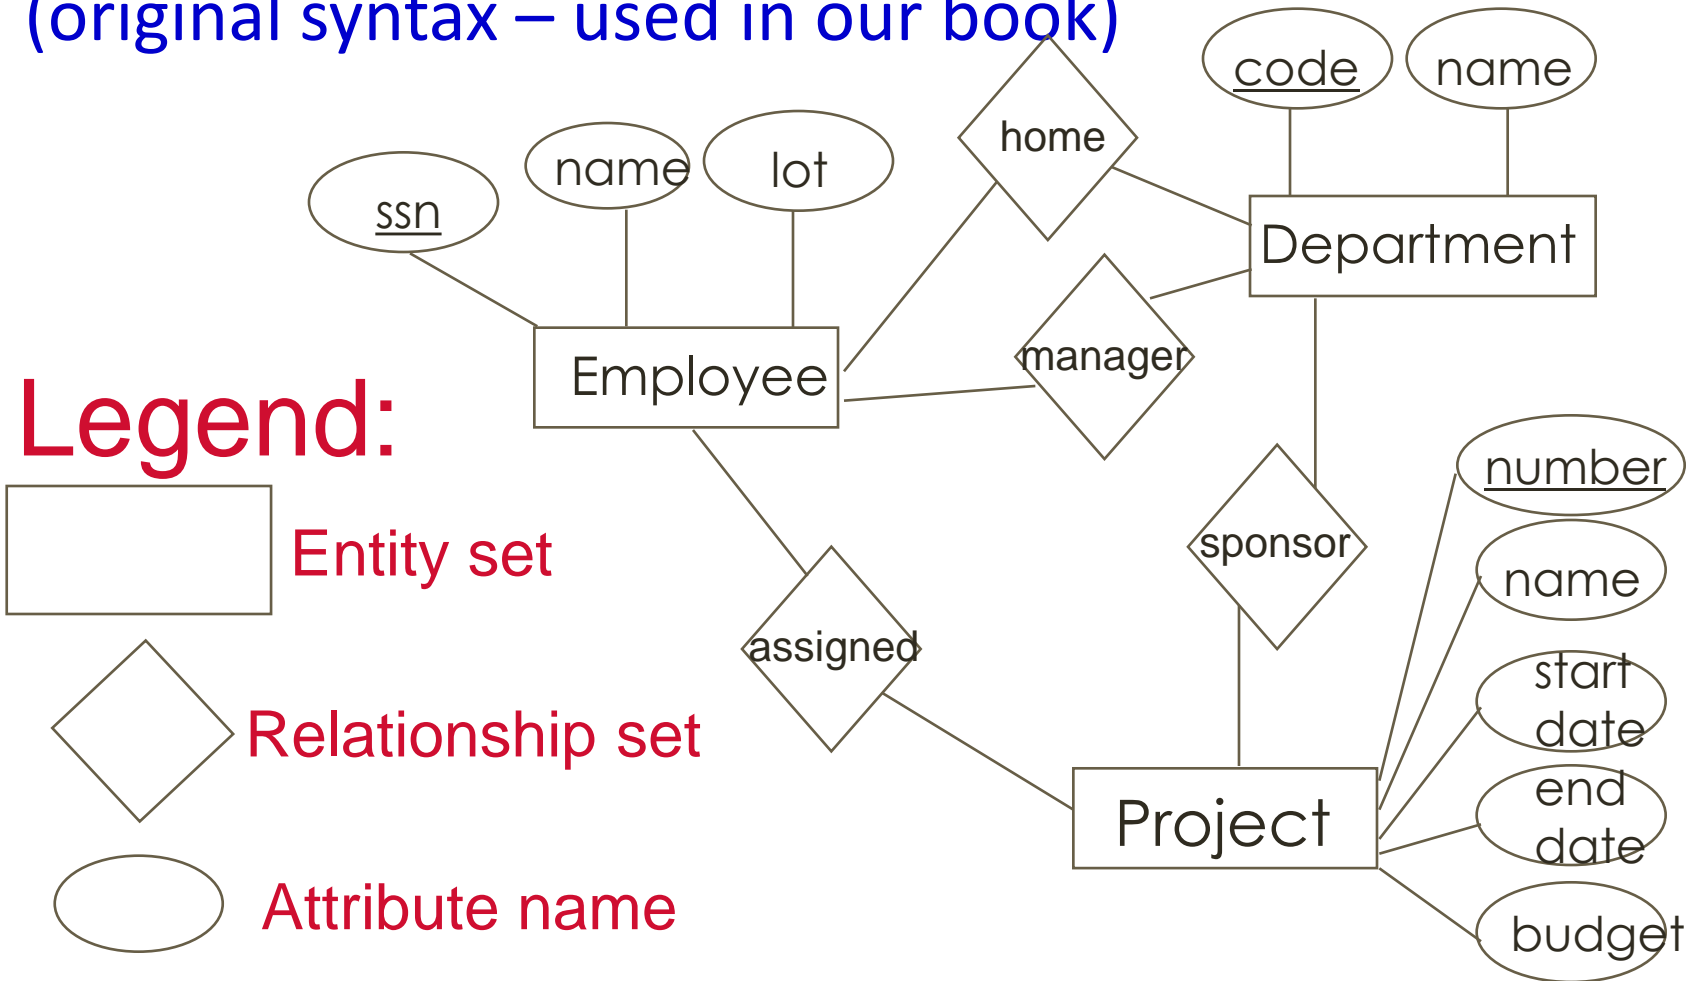 (original syntax – used in our book)
code
name
home
name
lot
ssn
Department
manager
Employee
Legend:
number
sponsor
Entity set
name
assigned
start
date
Relationship set
end
date
Project
Attribute name
budget